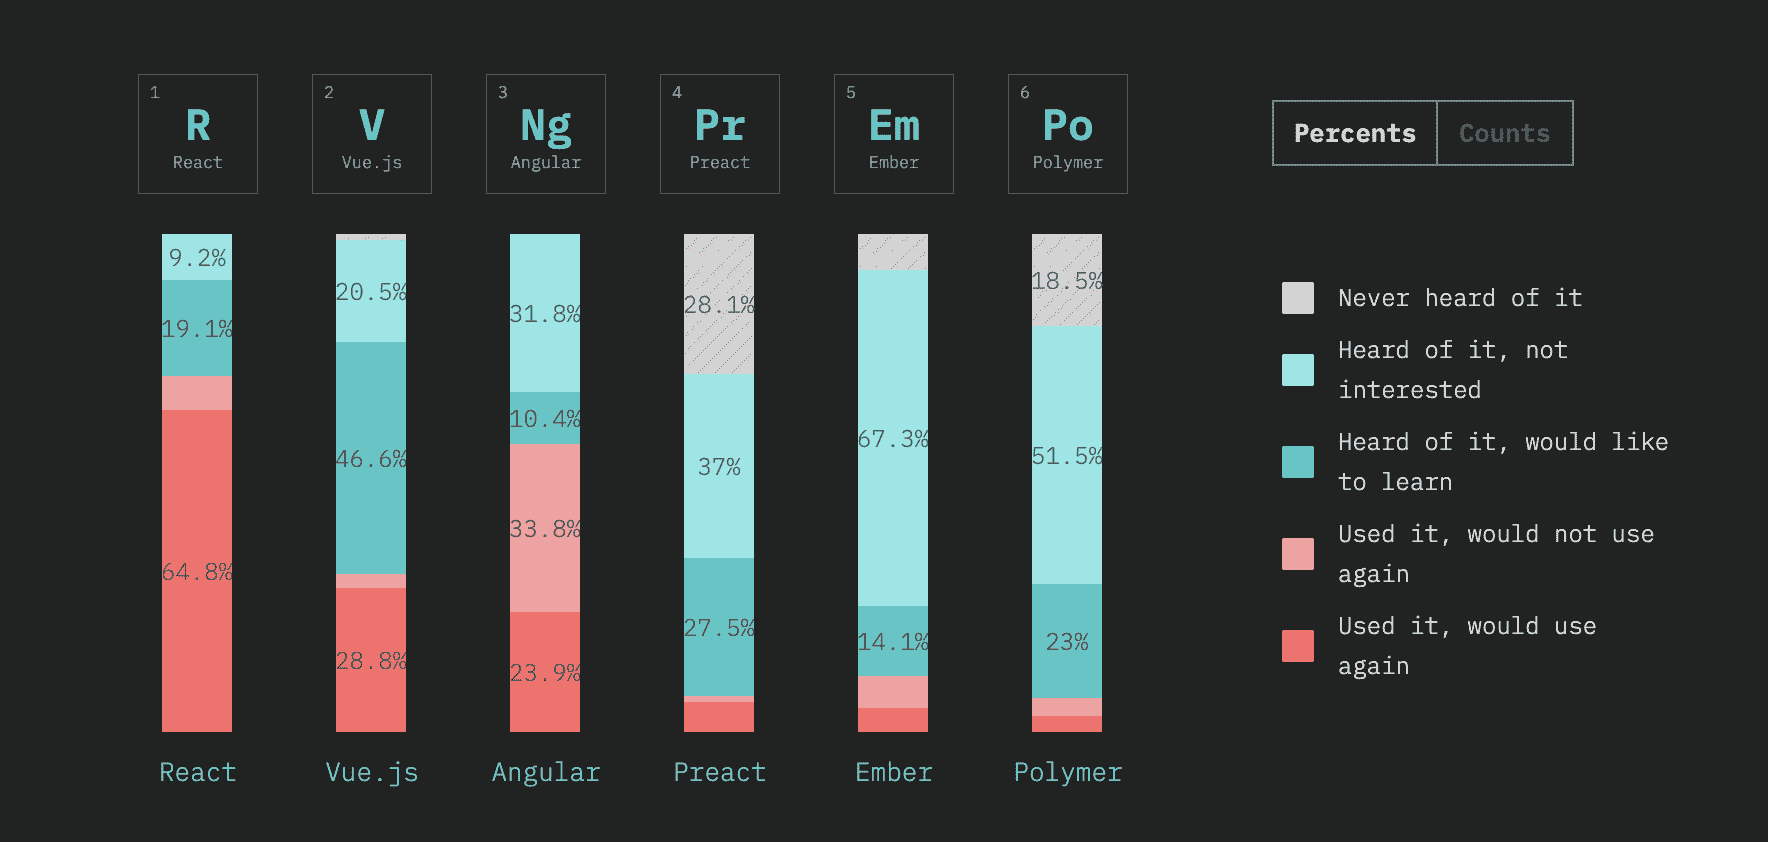 1
R
React
2
V
Vue.js
3
Ng
Angular
4
Pr
Preact
5
Em
Ember
6
Po
Polymer
Percents
Counts
9.2%
19.1%
64.8%
20.5%
46.6%
28.8%
31.8%
10.4%
33.8%
23.9%
28.1%
37%
27.5%
67.3%
14.1%
18.5%
51.5%
23%
React
Vue.js
Angular
Preact
Ember
Polymer
Never heard of it
Heard of it, not
interested
Heard of it, would like
to learn
Used it, would not use
again
Used it, would use
again